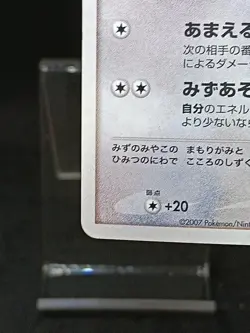 あまえる
次の相手の番
によるダメー
みずあそ
自分のエネル
より少ないなら
みずのみやこの まもりがみと
ひみつのにわで こころのしずく
弱点
+20
©2007 Pokémon/Nin